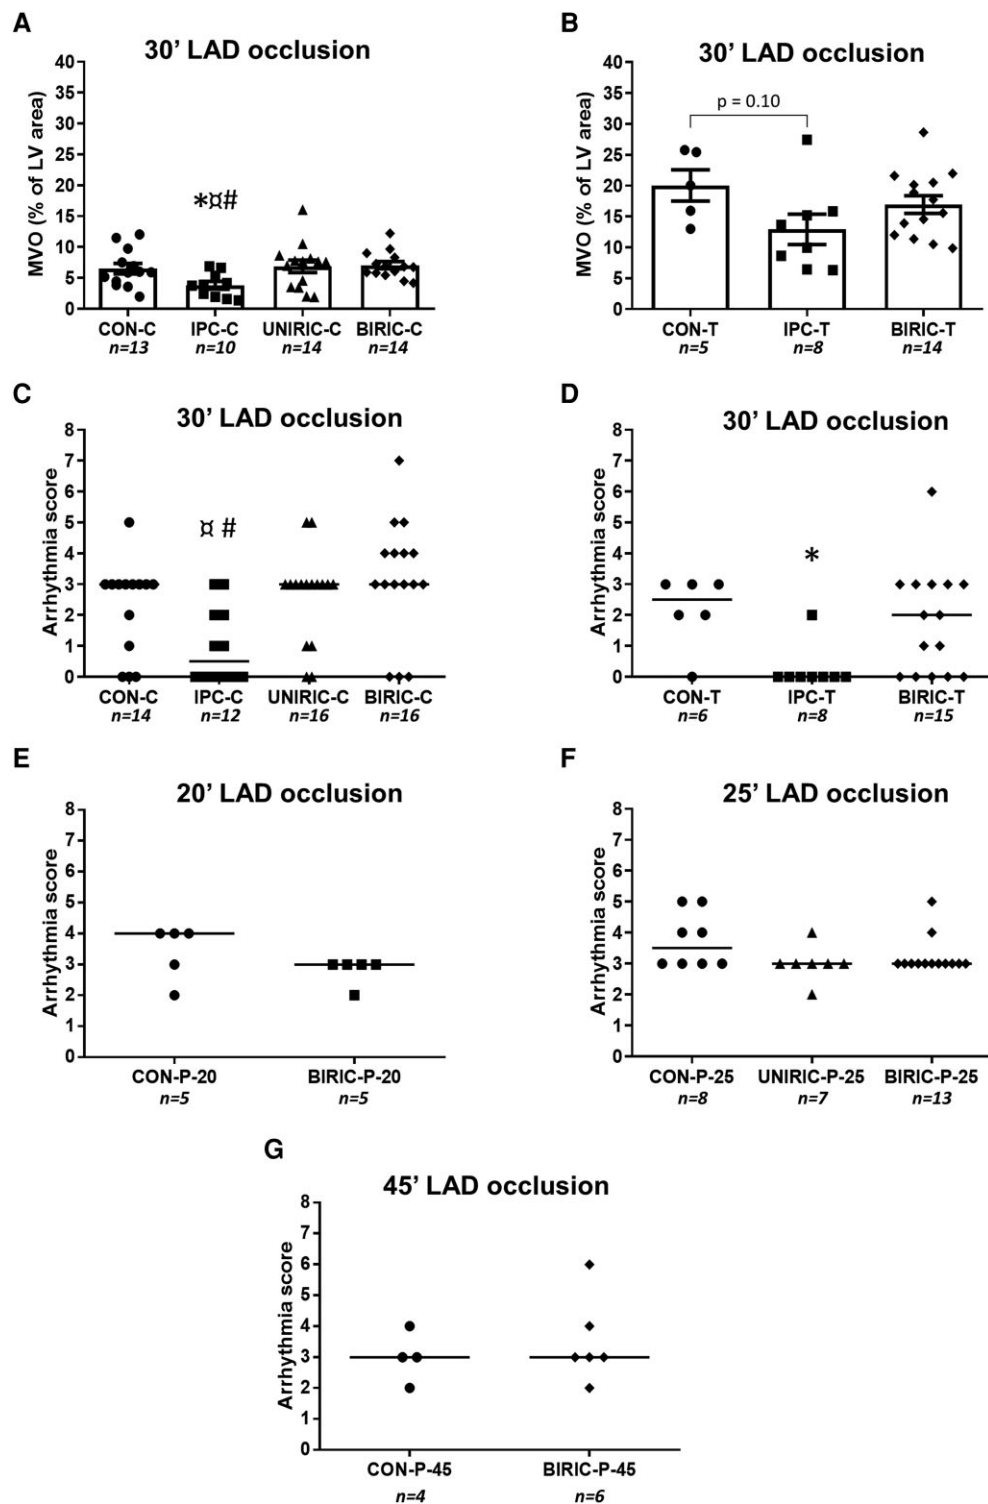 A
30’ LAD occlusion
MVO (% of LV area)
40
35
30
25
20
15
10
5
0
*¤#
CON-C IPC-C UNIRIC-C BIRIC-C
n=13 n=10 n=14 n=14
B
30’ LAD occlusion
MVO (% of LV area)
40
35
30
25
20
15
10
5
0
p = 0.10
CON-T IPC-T BIRIC-T
n=5 n=8 n=14
C
30’ LAD occlusion
Arrhythmia score
8
7
6
5
4
3
2
1
0
¤ #
CON-C IPC-C UNIRIC-C BIRIC-C
n=14 n=12 n=16 n=16
D
30’ LAD occlusion
Arrhythmia score
8
7
6
5
4
3
2
1
0
*
CON-T IPC-T BIRIC-T
n=6 n=8 n=15
E
20’ LAD occlusion
Arrhythmia score
8
7
6
5
4
3
2
1
0
CON-P-20 BIRIC-P-20
n=5 n=5
F
25’ LAD occlusion
Arrhythmia score
8
7
6
5
4
3
2
1
0
CON-P-25 UNIRIC-P-25 BIRIC-P-25
n=8 n=7 n=13
G
45’ LAD occlusion
Arrhythmia score
8
7
6
5
4
3
2
1
0
CON-P-45 BIRIC-P-45
n=4 n=6